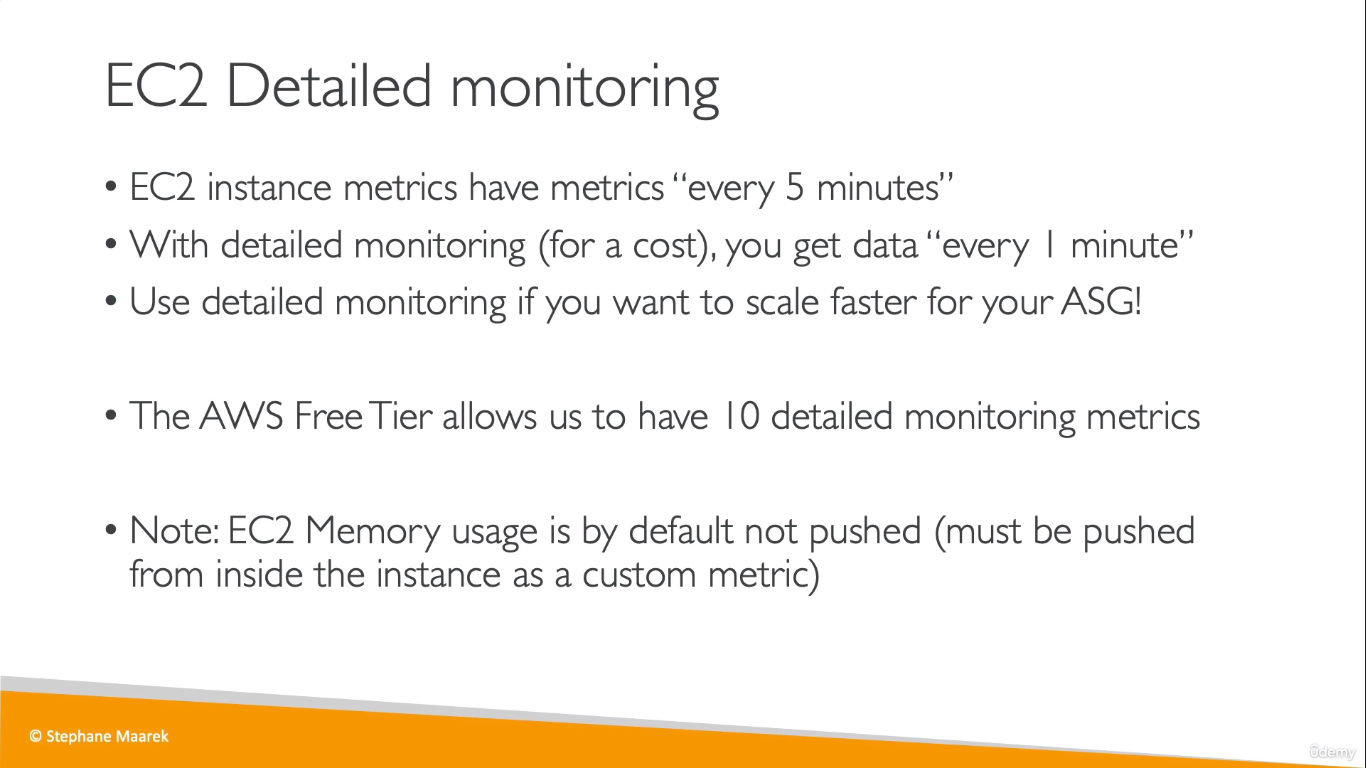 EC2 Detailed monitoring
• EC2 instance metrics have metrics “every 5 minutes”
• With detailed monitoring (for a cost), you get data “every 1 minute”
• Use detailed monitoring if you want to scale faster for your ASG!
• The AWS Free Tier allows us to have 10 detailed monitoring metrics
• Note: EC2 Memory usage is by default not pushed (must be pushed
from inside the instance as a custom metric)
© Stephane Maarek
ûdemy